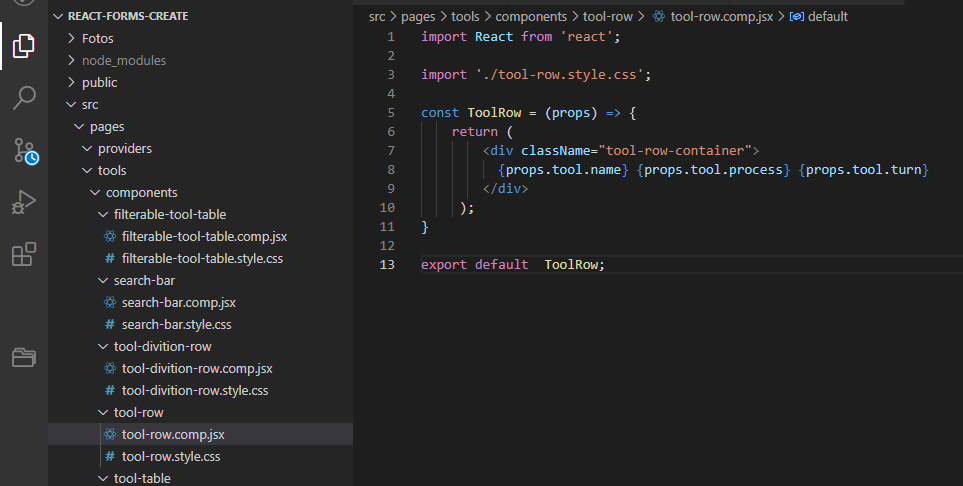 REACT-FORMS-CREATE
Fotos
node_modules
public
src
pages
providers
tools
components
filterable-tool-table
filterable-tool-table.comp.jsx
# filterable-tool-table.style.css
search-bar
search-bar.comp.jsx
# search-bar.style.css
tool-divition-row
tool-divition-row.comp.jsx
# tool-divition-row.style.css
tool-row
tool-row.comp.jsx
# tool-row.style.css
tool-table
src > pages > tools > components > tool-row > tool-row.comp.jsx > default
1 import React from 'react';
2
3 import './tool-row.style.css';
4
5 const ToolRow = (props) => {
6 return (
7 <div className="tool-row-container">
8 {props.tool.name} {props.tool.process} {props.tool.turn}
9 </div>
10 );
11 }
12
13 export default  ToolRow;